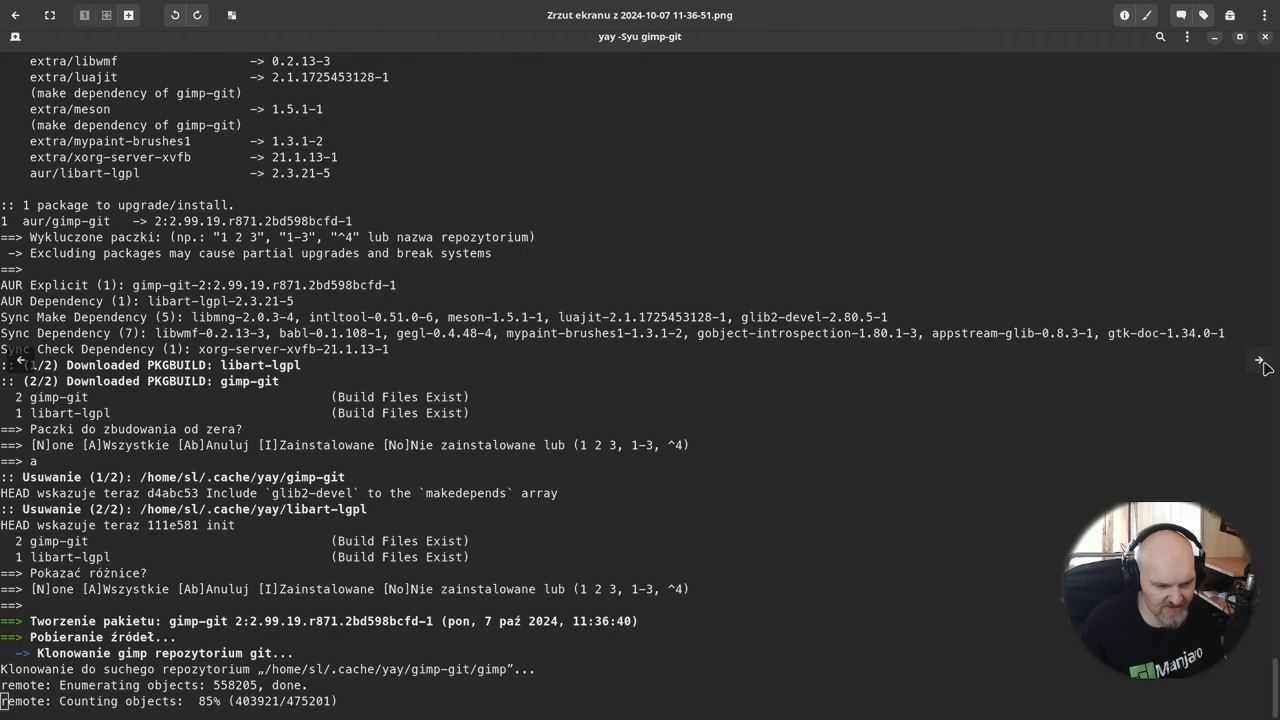 Zrzut ekranu z 2024-10-07 11-36-51.png
yay -Syu gimp-git
extra/libwmf -> 0.2.13-3
extra/luajit -> 2.1.1725453128-1
(make dependency of gimp-git)
extra/meson -> 1.5.1-1
(make dependency of gimp-git)
extra/mypaint-brushes1 -> 1.3.1-2
extra/xorg-server-xvfb -> 21.1.13-1
aur/libart-lgpl -> 2.3.21-5
:: 1 package to upgrade/install.
1 aur/gimp-git -> 2:2.99.19.r871.2bd598bcfd-1
==> Wykluczone paczki: (np.: "1 2 3", "1-3", "^4" lub nazwa repozytorium)
-> Excluding packages may cause partial upgrades and break systems
==>
AUR Explicit (1): gimp-git-2:2.99.19.r871.2bd598bcfd-1
AUR Dependency (1): libart-lgpl-2.3.21-5
Sync Make Dependency (5): libmng-2.0.3-4, intltool-0.51.0-6, meson-1.5.1-1, luajit-2.1.1725453128-1, glib2-devel-2.80.5-1
Sync Dependency (7): libwmf-0.2.13-3, babl-0.1.108-1, gegl-0.4.48-4, mypaint-brushes1-1.3.1-2, gobject-introspection-1.80.1-3, appstream-glib-0.8.3-1, gtk-doc-1.34.0-1
Sync Check Dependency (1): xorg-server-xvfb-21.1.13-1
:: (1/2) Downloaded PKGBUILD: libart-lgpl
:: (2/2) Downloaded PKGBUILD: gimp-git
2 gimp-git (Build Files Exist)
1 libart-lgpl (Build Files Exist)
==> Paczki do zbudowania od zera?
==> [N]one [A]Wszystkie [Ab]Anuluj [I]Zainstalowane [No]Nie zainstalowane lub (1 2 3, 1-3, ^4)
==> a
:: Usuwanie (1/2): /home/sl/.cache/yay/gimp-git
HEAD wskazuje teraz d4abc53 Include `glib2-devel` to the `makedepends` array
:: Usuwanie (2/2): /home/sl/.cache/yay/libart-lgpl
HEAD wskazuje teraz 111e581 init
2 gimp-git (Build Files Exist)
1 libart-lgpl (Build Files Exist)
==> Pokazać różnice?
==> [N]one [A]Wszystkie [Ab]Anuluj [I]Zainstalowane [No]Nie zainstalowane lub (1 2 3, 1-3, ^4)
==>
==> Tworzenie pakietu: gimp-git 2:2.99.19.r871.2bd598bcfd-1 (pon, 7 paź 2024, 11:36:40)
==> Pobieranie źródeł...
-> Klonowanie gimp repozytorium git...
Klonowanie do suchego repozytorium „/home/sl/.cache/yay/gimp-git/gimp”...
remote: Enumerating objects: 558205, done.
remote: Counting objects: 85% (403921/475201)
Manjaro